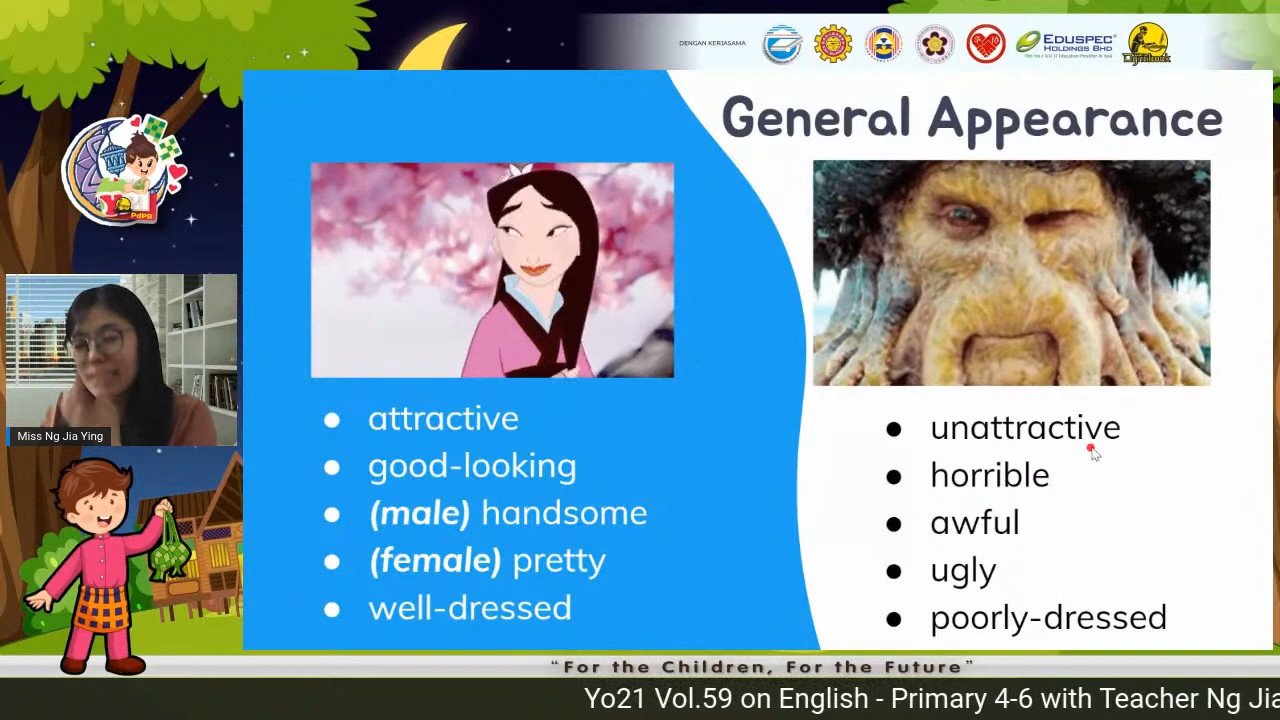 DENGAN KERJASAMA
EDUSPEC
HOLDINGS BHD
General Appearance
Yo21
PdPR
Miss Ng Jia Ying
attractive
good-looking
(male) handsome
(female) pretty
well-dressed
unattractive
horrible
awful
ugly
poorly-dressed
“For the Children, For the Future”
Yo21 Vol.59 on English - Primary 4-6 with Teacher Ng Jia